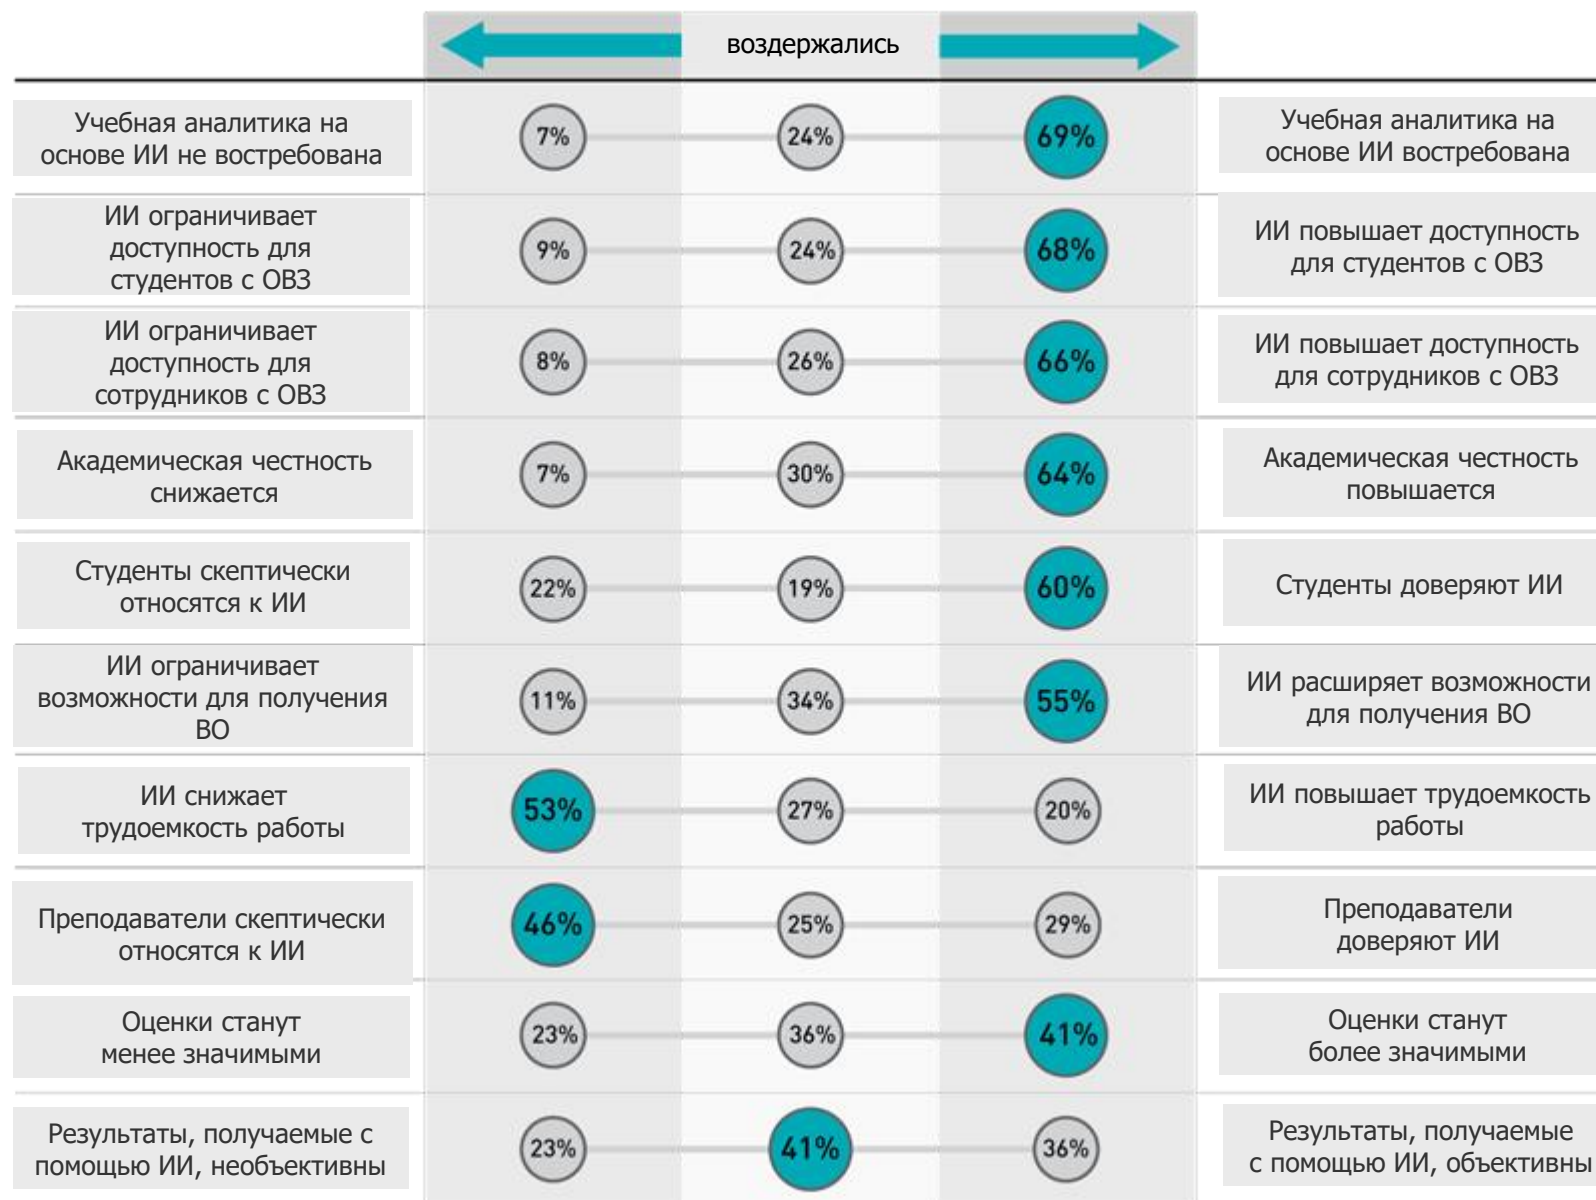 воздержались
Учебная аналитика на
основе ИИ не востребована
7%
24%
69%
Учебная аналитика на
основе ИИ востребована
ИИ ограничивает
доступность для
студентов с ОВЗ
9%
24%
68%
ИИ повышает доступность
для студентов с ОВЗ
ИИ ограничивает
доступность для
сотрудников с ОВЗ
8%
26%
66%
ИИ повышает доступность
для сотрудников с ОВЗ
Академическая честность
снижается
7%
30%
64%
Академическая честность
повышается
Студенты скептически
относятся к ИИ
22%
19%
60%
Студенты доверяют ИИ
ИИ ограничивает
возможности для получения
ВО
11%
34%
55%
ИИ расширяет возможности
для получения ВО
ИИ снижает
трудоемкость работы
53%
27%
20%
ИИ повышает трудоемкость
работы
Преподаватели скептически
относятся к ИИ
46%
25%
29%
Преподаватели
доверяют ИИ
Оценки станут
менее значимыми
23%
36%
41%
Оценки станут
более значимыми
Результаты, получаемые с
помощью ИИ, необъективны
23%
41%
36%
Результаты, получаемые
с помощью ИИ, объективны